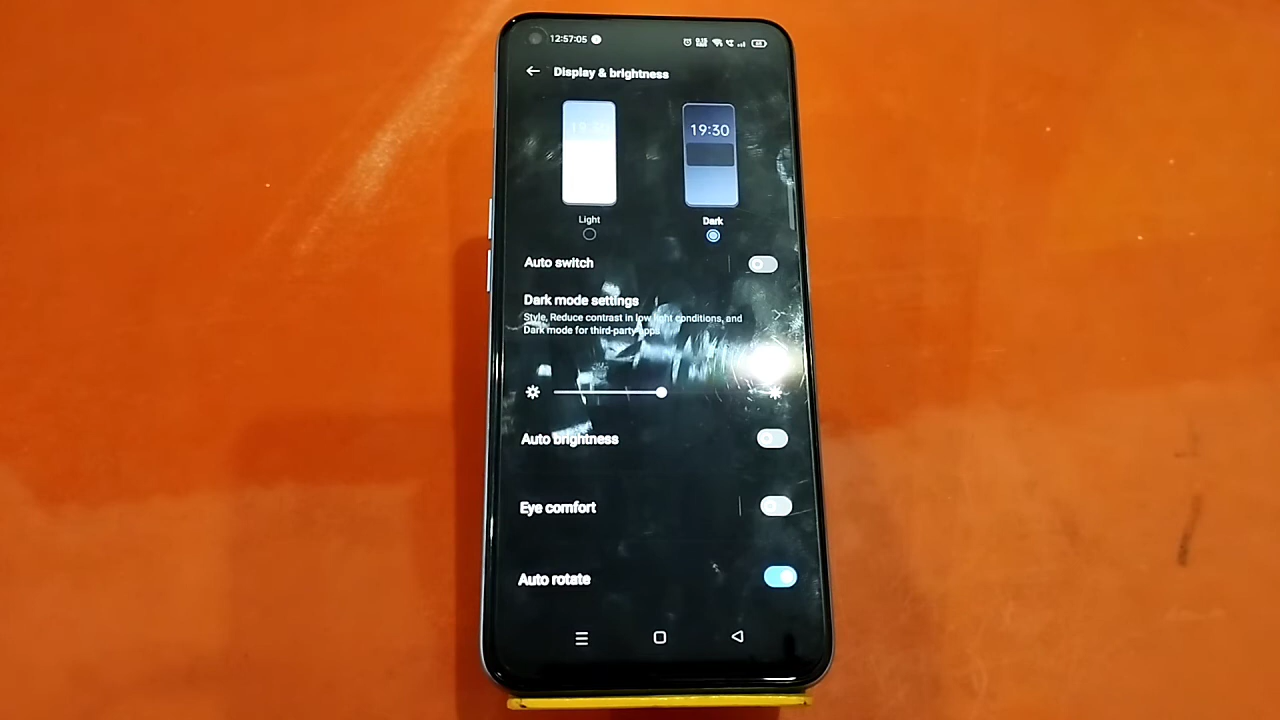 12:57:05
Display & brightness
19:30
Light
Dark
Auto switch
Dark mode settings
Style, Reduce contrast in low light conditions, and
Dark mode for third-party apps
Auto brightness
Eye comfort
Auto rotate